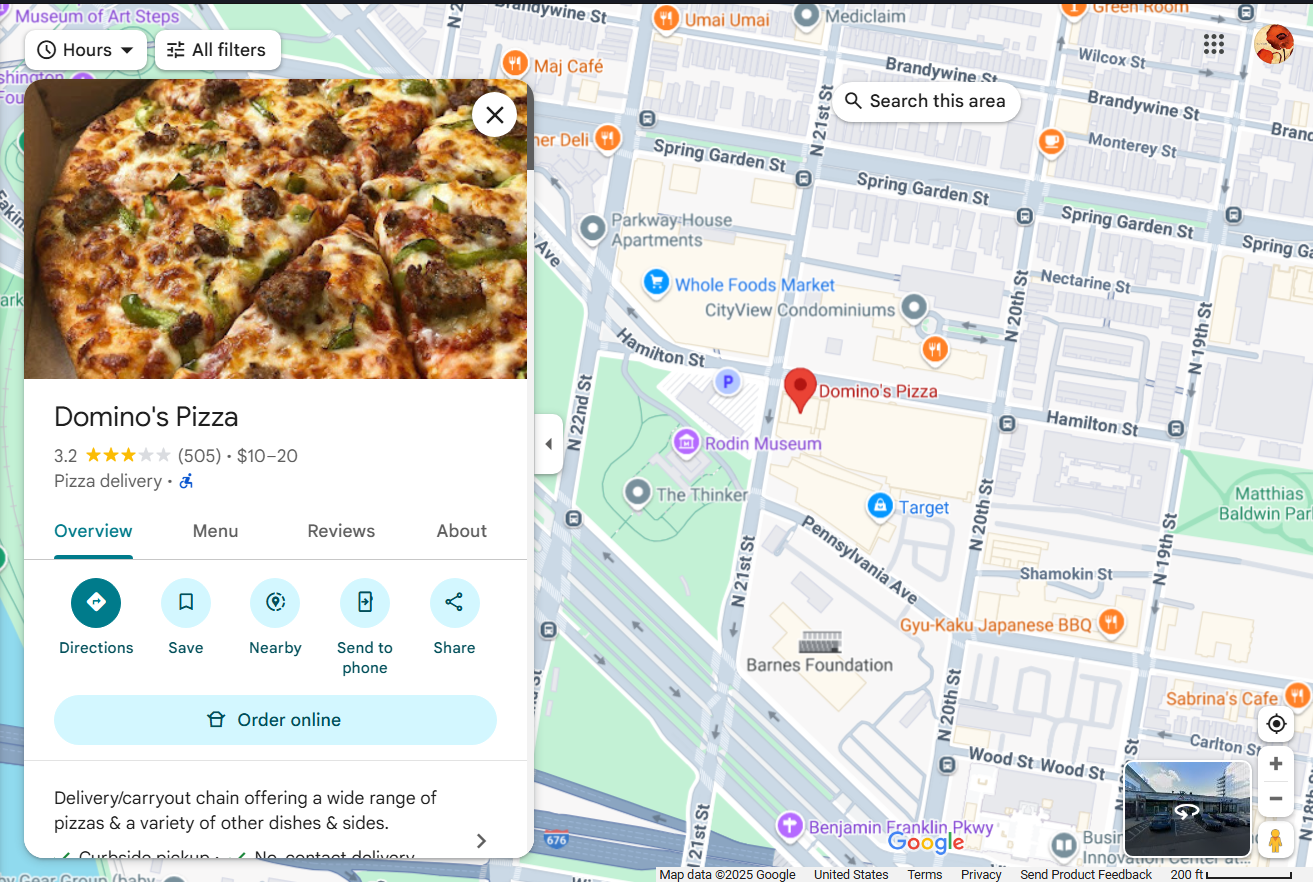 Museum of Art Steps
Brandywine St
Umai Umai
Mediclaim
Green Room
Hours
All filters
Maj Café
Wilcox St
Brandywine St
Brandywine St
Search this area
N 21st St
Monterey St
ner Deli
Spring Garden St
Spring Garden St
Spring Garden St
Parkway House
Apartments
Whole Foods Market
CityView Condominiums
Nectarine St
N 20th St
N 19th St
Hamilton St
P
Domino's Pizza
Hamilton St
N 22nd St
Rodin Museum
The Thinker
Target
N 20th St
Matthias
Baldwin Par
Pennsylvania Ave
N 21st St
N 19th St
Shamokin St
Gyu-Kaku Japanese BBQ
Barnes Foundation
N 20th St
Sabrina's Cafe
Carlton St
Wood St
Wood St
Benjamin Franklin Pkwy
676
Google
Innovation Center at...
Domino's Pizza
3.2 (505) • $10–20
Pizza delivery •
Overview Menu Reviews About
Directions Save Nearby Send to phone Share
Order online
Delivery/carryout chain offering a wide range of
pizzas & a variety of other dishes & sides.
Curbside pickup · No-contact delivery
Map data ©2025 Google United States Terms Privacy Send Product Feedback 200 ft